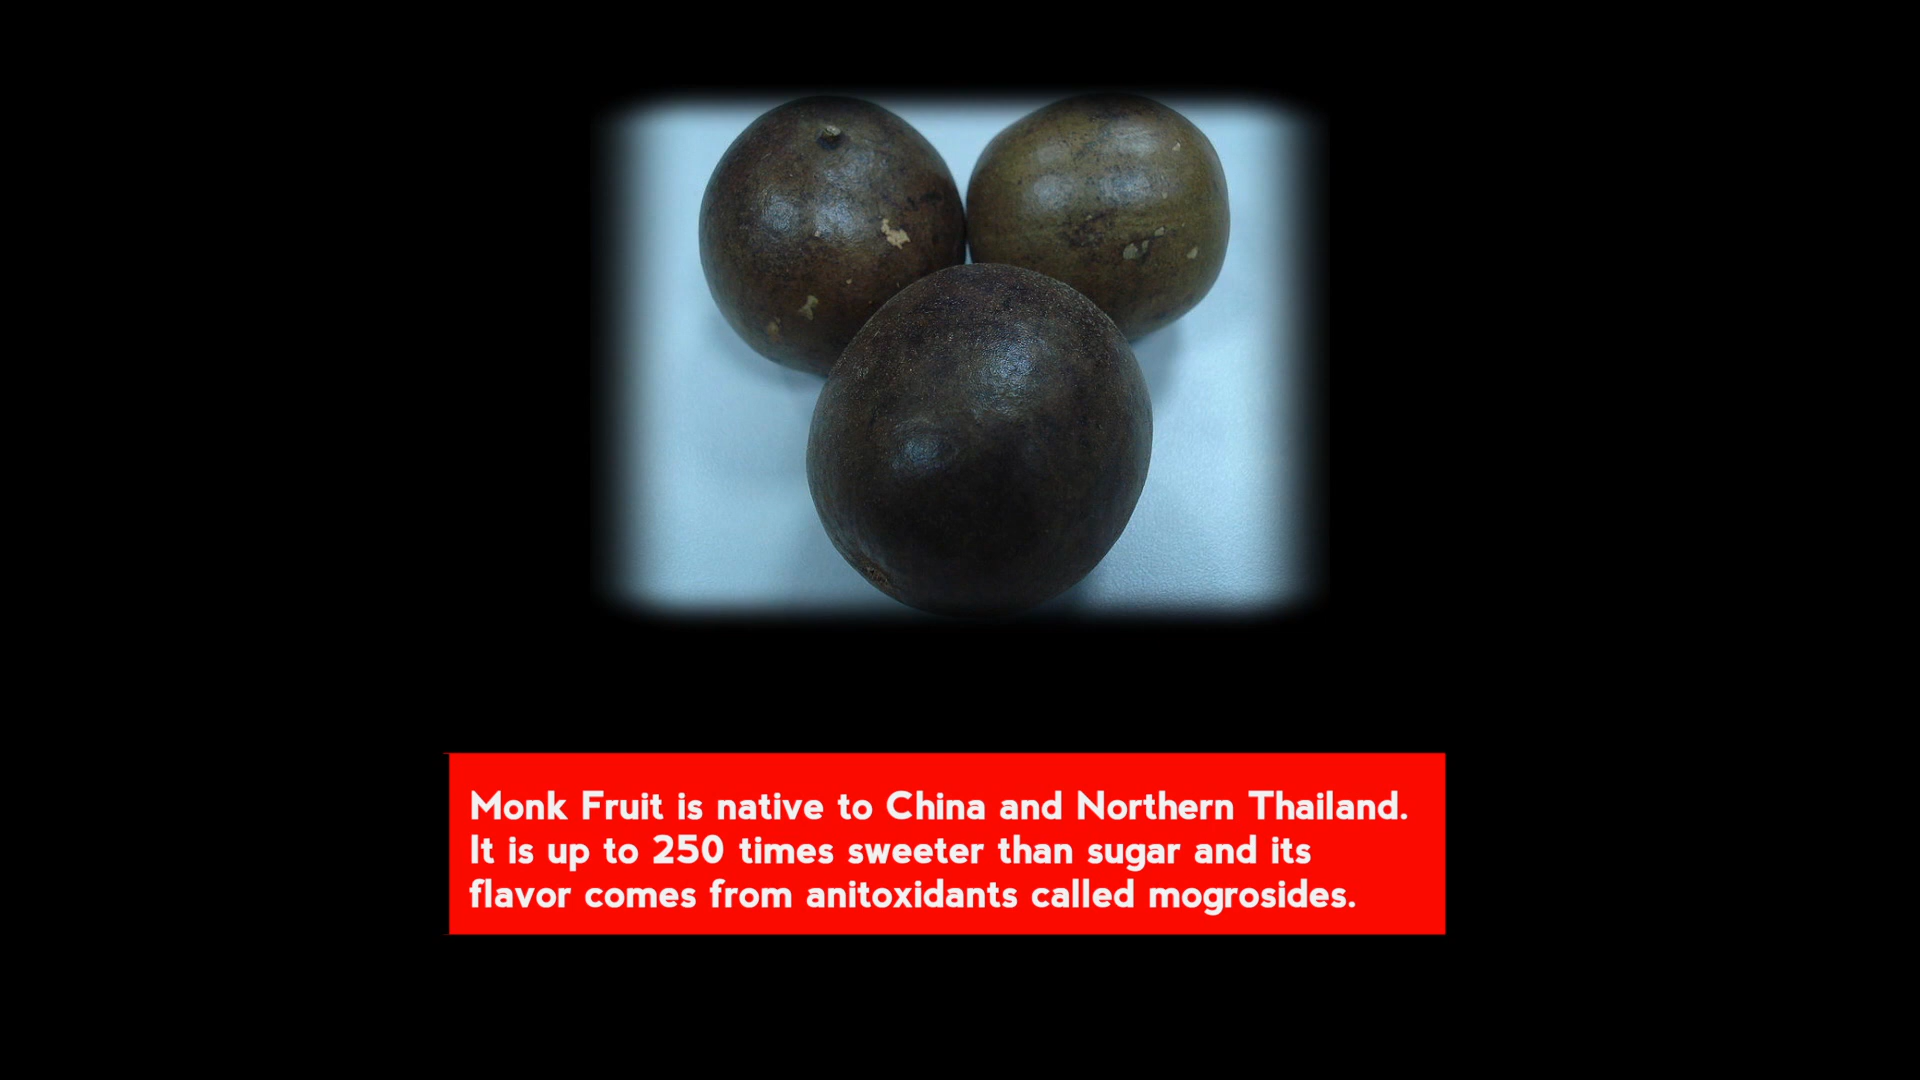 Monk Fruit is native to China and Northern Thailand.
It is up to 250 times sweeter than sugar and its
flavor comes from anitoxidants called mogrosides.